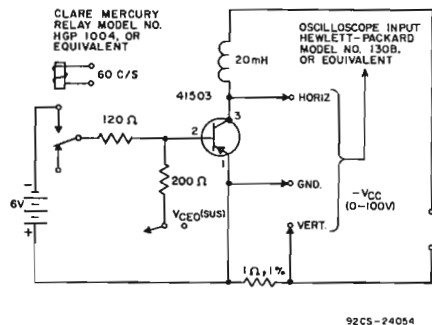 CLARE MERCURY
RELAY MODEL NO.
HGP 1004, OR
EQUIVALENT
60 C/S
OSCILLOSCOPE INPUT
HEWLETT-PACKARD
MODEL NO. 130B,
OR EQUIVALENT
20mH
41503
3
HORIZ
120 Ω
2
1
200 Ω
GND.
-VCC
(0-100V)
6V
-
+
VCEO(SUS)
VERT.
1Ω, 1%
92CS-24054